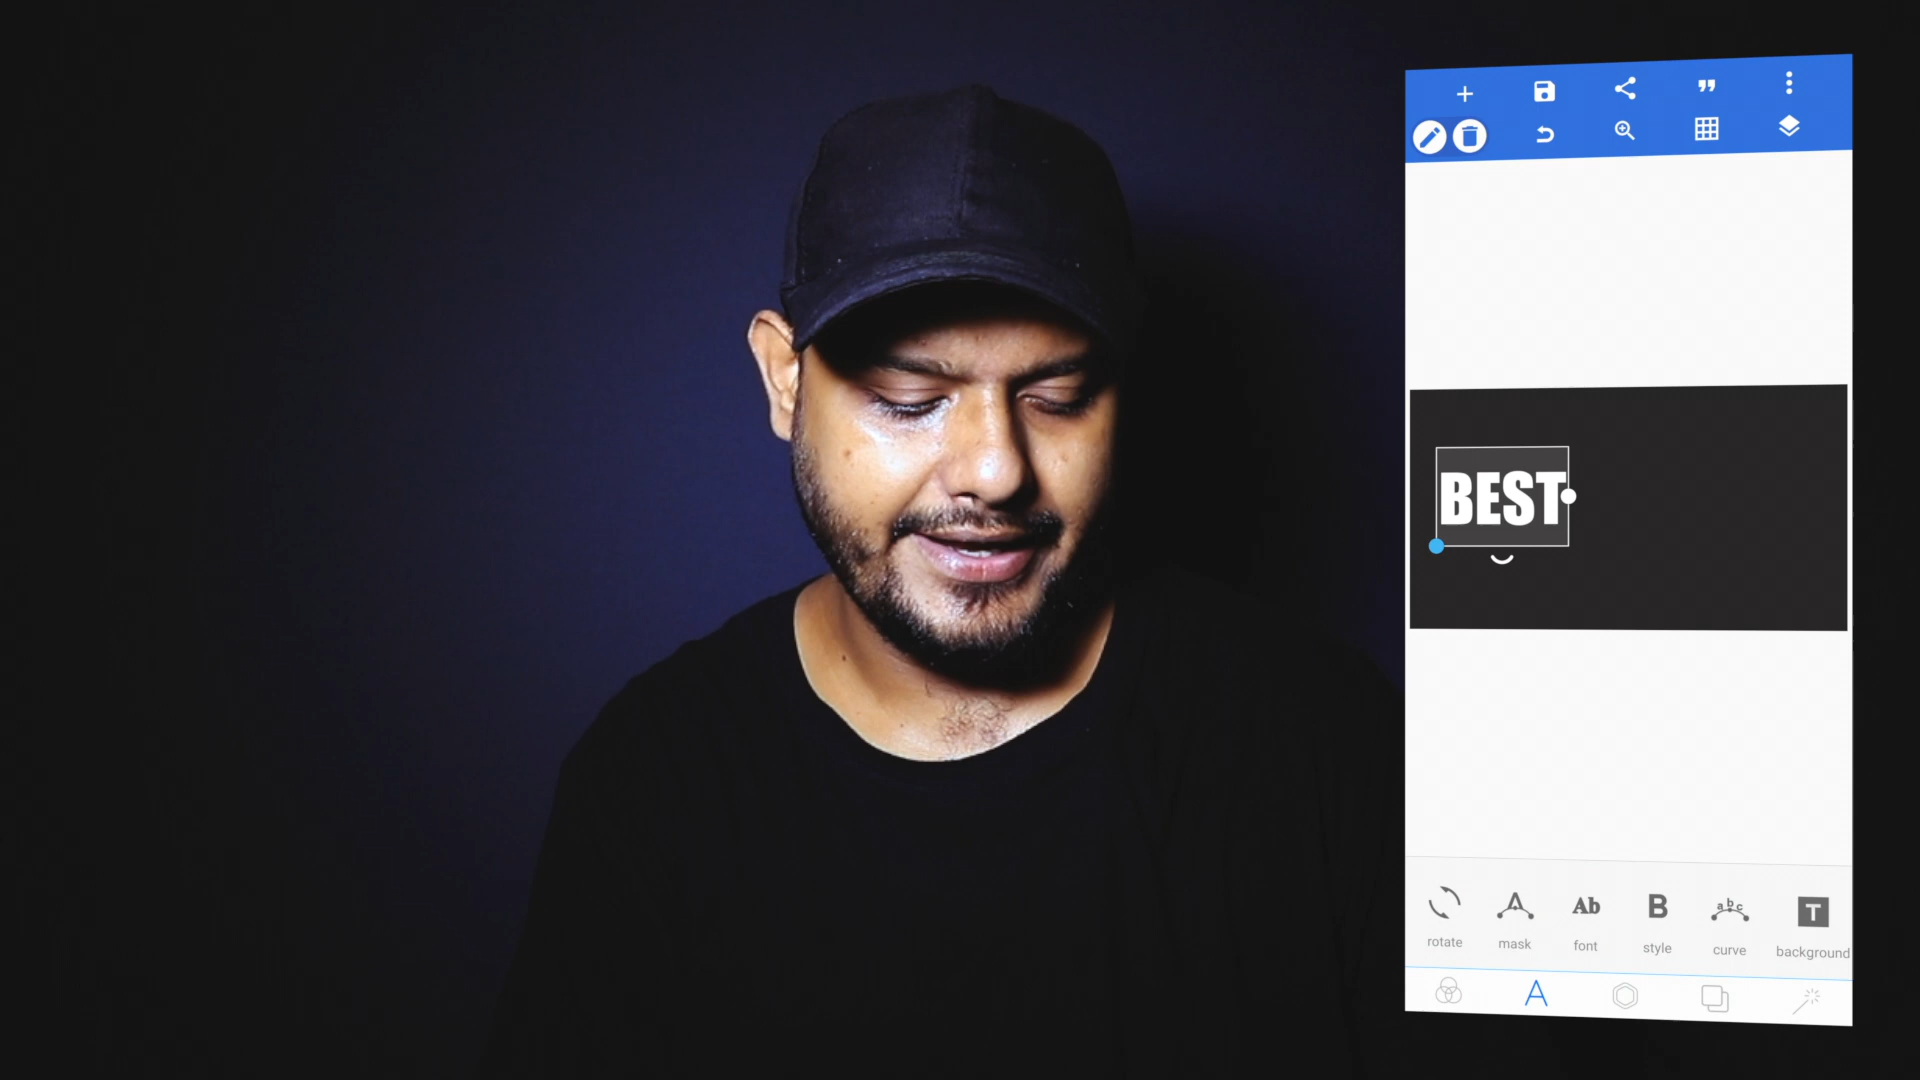 BEST
Ab
B
abc
T
rotate
mask
font
style
curve
background
A